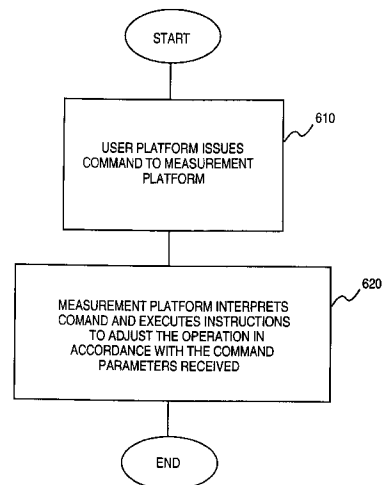 START
610
USER PLATFORM ISSUES
COMMAND TO MEASUREMENT
PLATFORM
620
MEASUREMENT PLATFORM INTERPRETS
COMAND AND EXECUTES INSTRUCTIONS
TO ADJUST THE OPERATION IN
ACCORDANCE WITH THE COMMAND
PARAMETERS RECEIVED
END